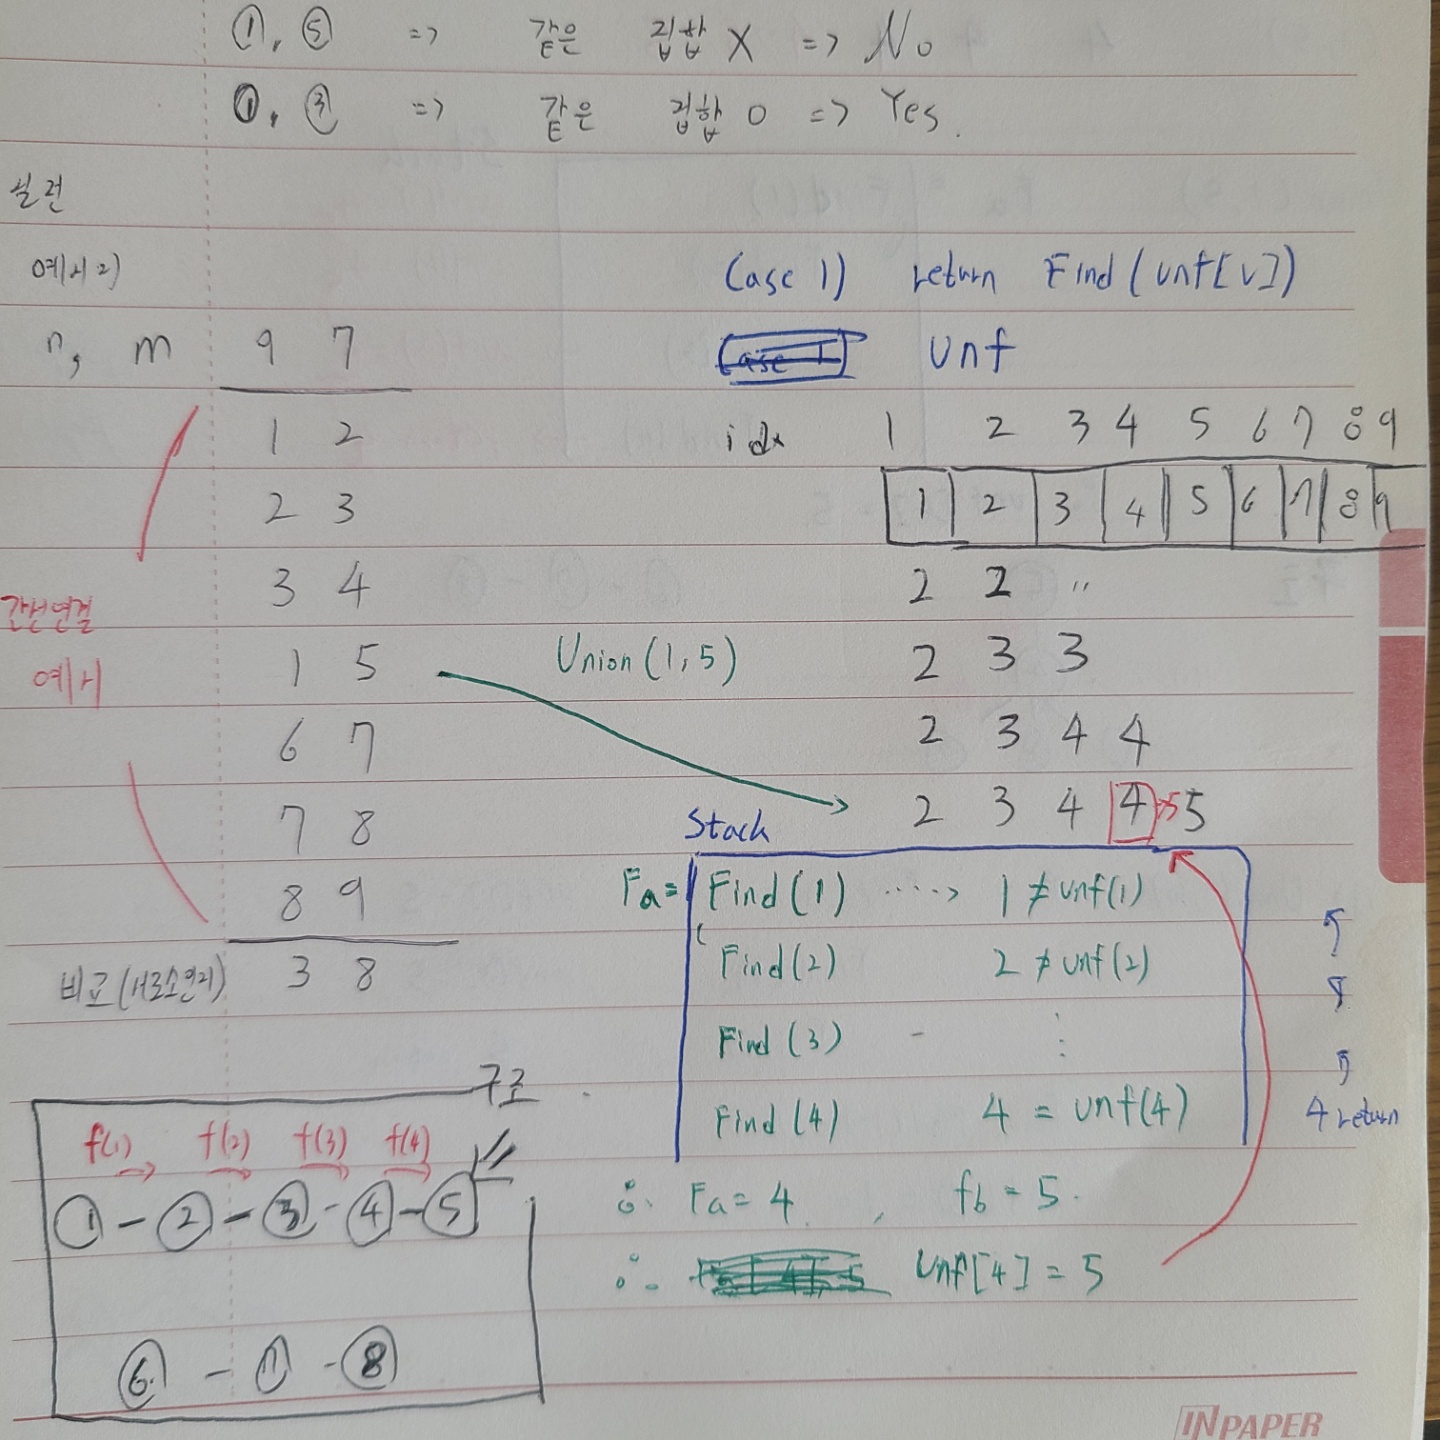 ①, ⑤ => 같은 집합 X => No
①, ③ => 같은 집합 O => Yes.
예시2)
Case 1) return Find(unf[v])
n, m 9 7
Case 1 unf
idx 1 2 3 4 5 6 7 8 9
1 2
1 2 3 4 5 6 7 8 9
2 3
3 4
2 2 "
간선연결
예시
1 5 Union(1,5) 2 3 3
6 7
2 3 4 4
7 8
2 3 4 4 5 5
Stack
8 9
Fa= Find(1) ·····> 1 ≠ unf(1)
비교(서로소인지) 3 8
Find(2) 2 ≠ unf(2)
Find(3) - ⋮
구조
Find(4) 4 = unf(4) 4 return
f(1) f(2) f(3) f(4)
① - ② - ③ - ④ - ⑤
∴ Fa = 4, fb = 5.
∴ unf[4] = 5
⑥ - ⑦ - ⑧
INPAPER